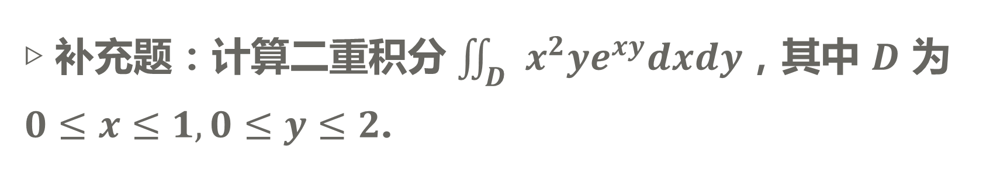 ▷ 补充题：计算二重积分 ∬_D x²ye^{xy}dxdy，其中 D 为
0 ≤ x ≤ 1, 0 ≤ y ≤ 2.